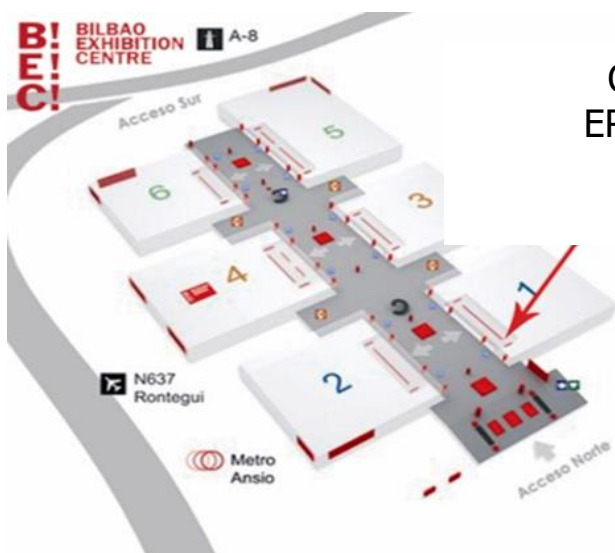 B!
E!
C!
BILBAO
EXHIBITION
CENTRE
A-8
Acceso Sur
5
6
3
4
1
2
N637
Rontegui
Metro
Ansio
Acceso Norte